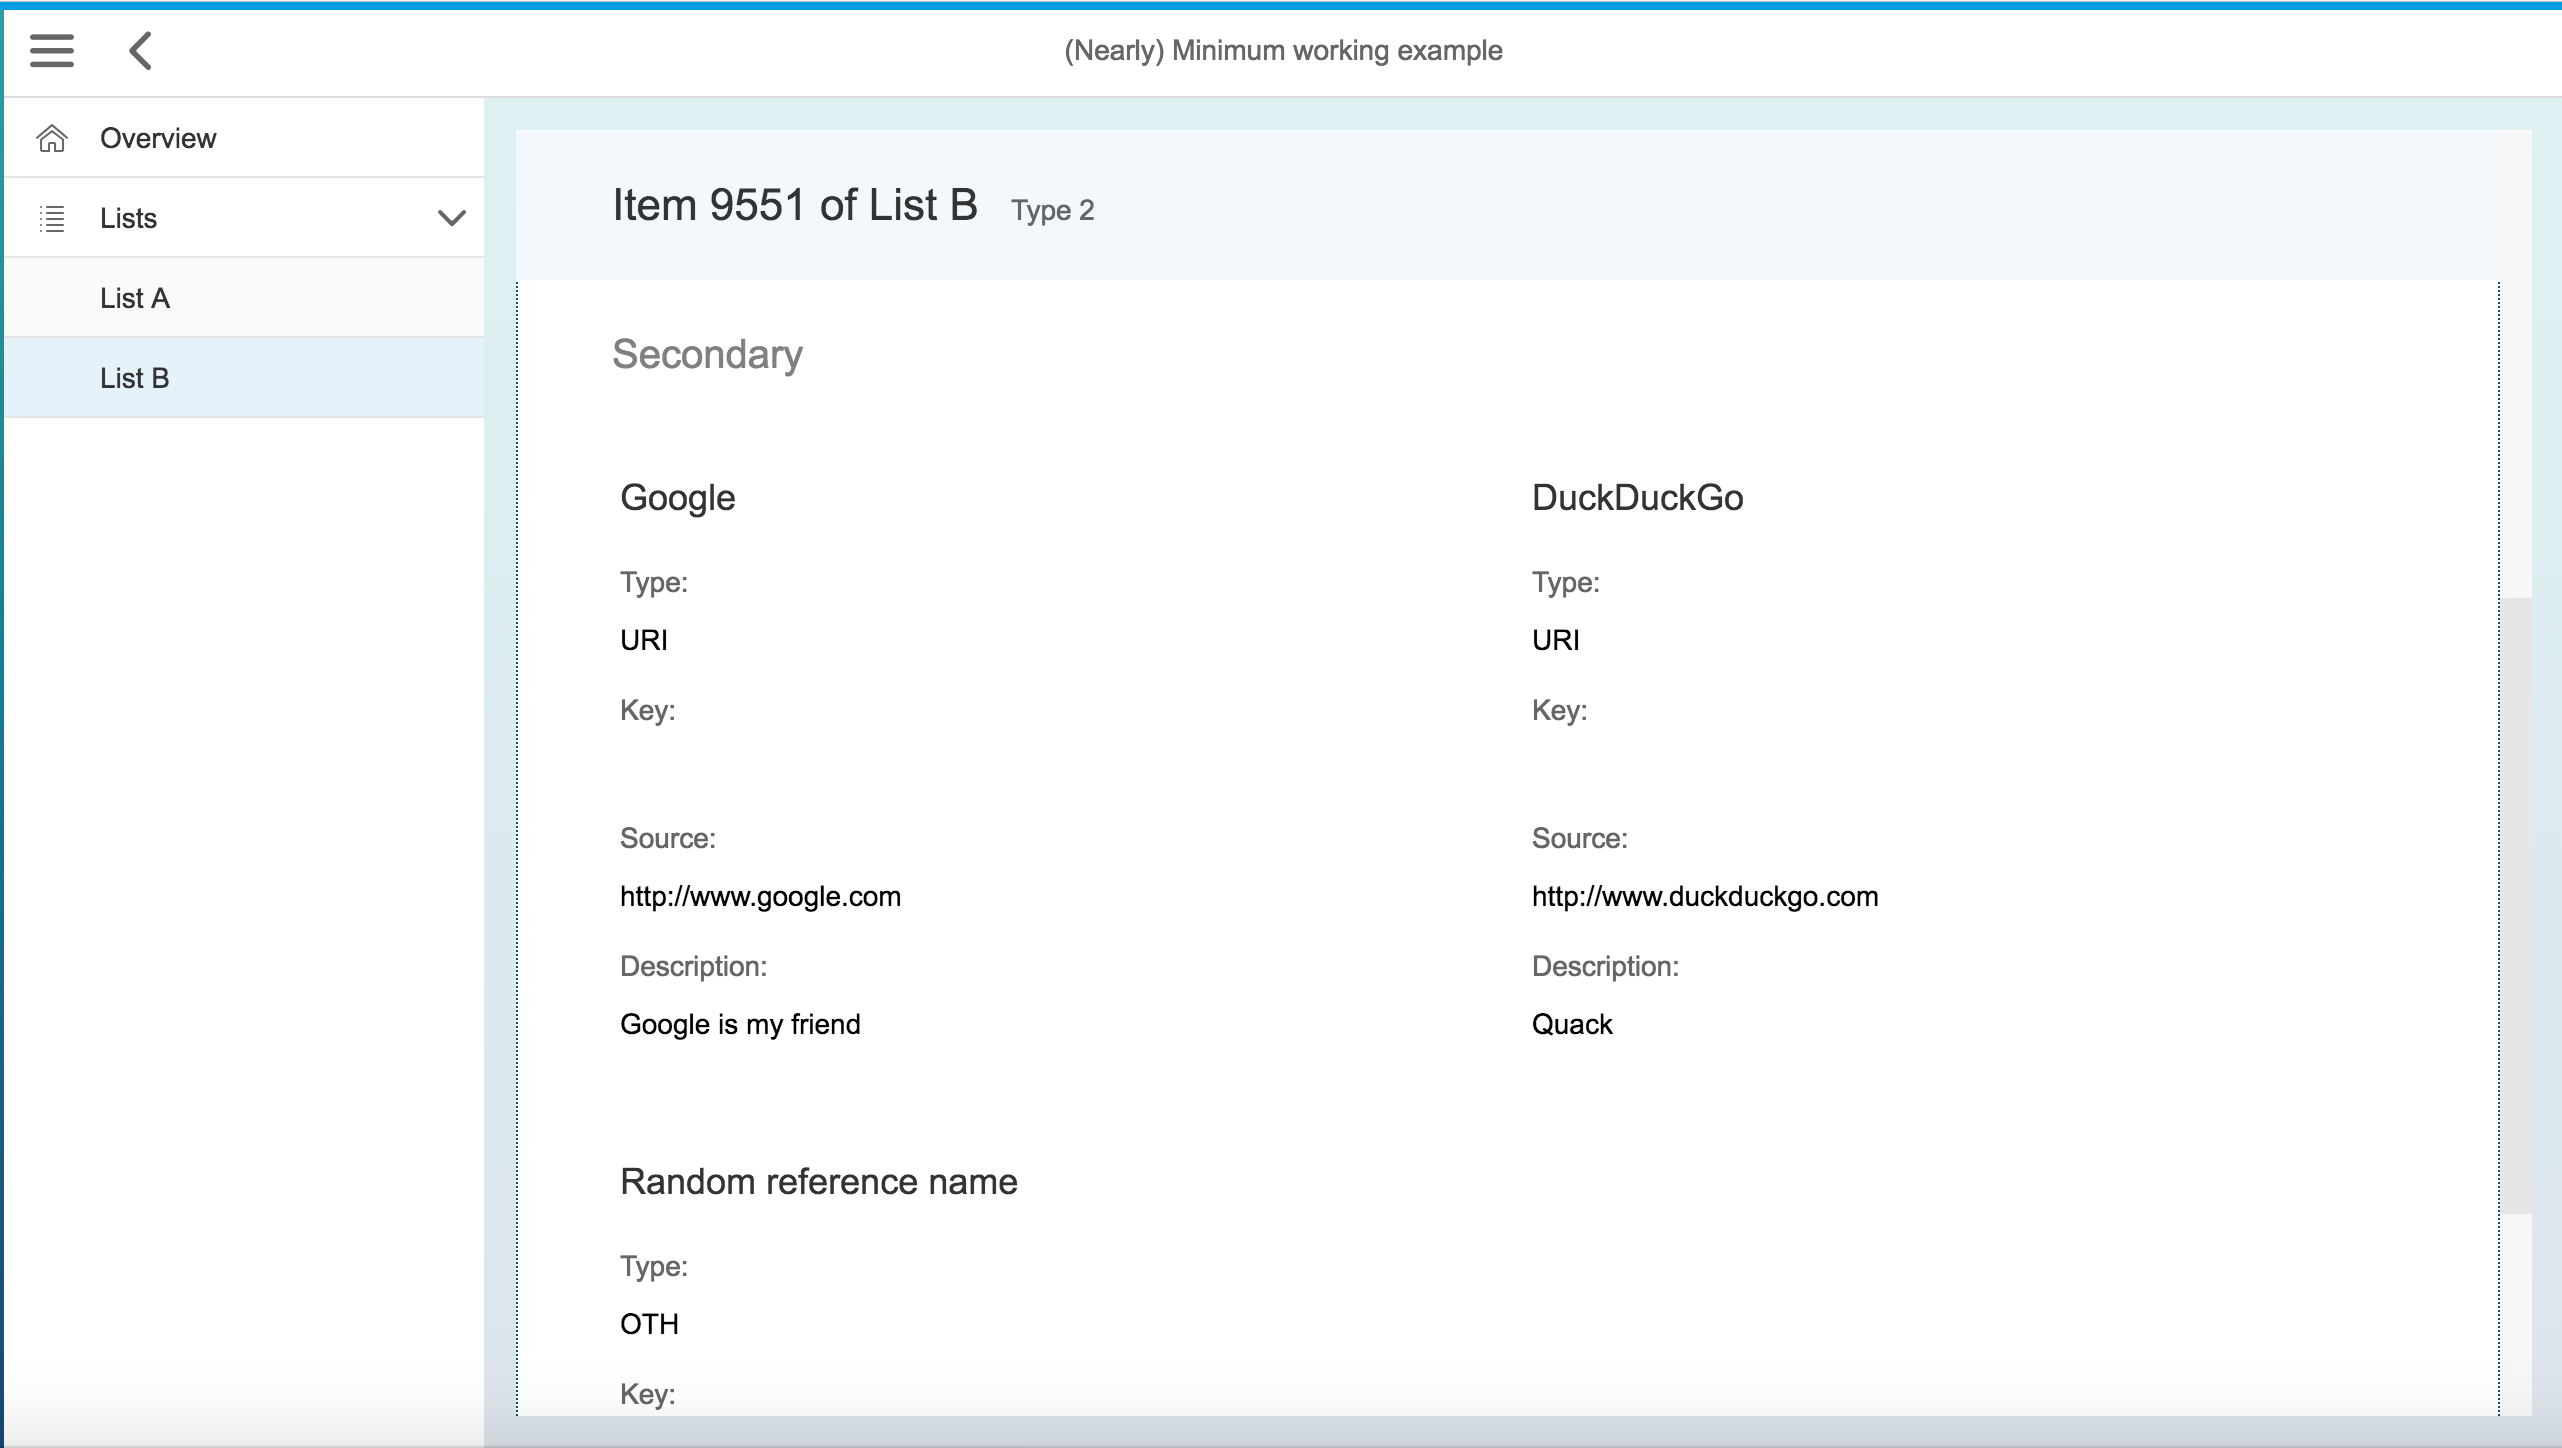 (Nearly) Minimum working example
Overview
Lists
List A
List B
Item 9551 of List B Type 2
Secondary
Google
Type:
URI
Key:
Source:
http://www.google.com
Description:
Google is my friend
DuckDuckGo
Type:
URI
Key:
Source:
http://www.duckduckgo.com
Description:
Quack
Random reference name
Type:
OTH
Key: